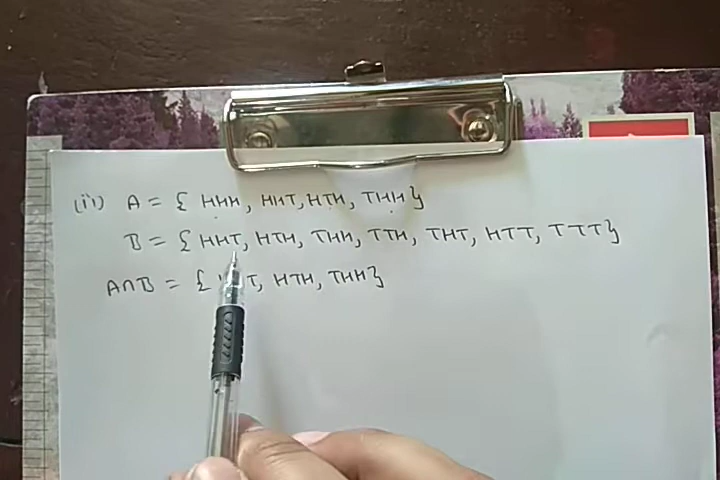 (ii) A = { HHH, HHT, HTH, THH }
B = { HHT, HTH, THH, TTH, THT, HTT, TTT }
A∩B = { T, HTH, THH }